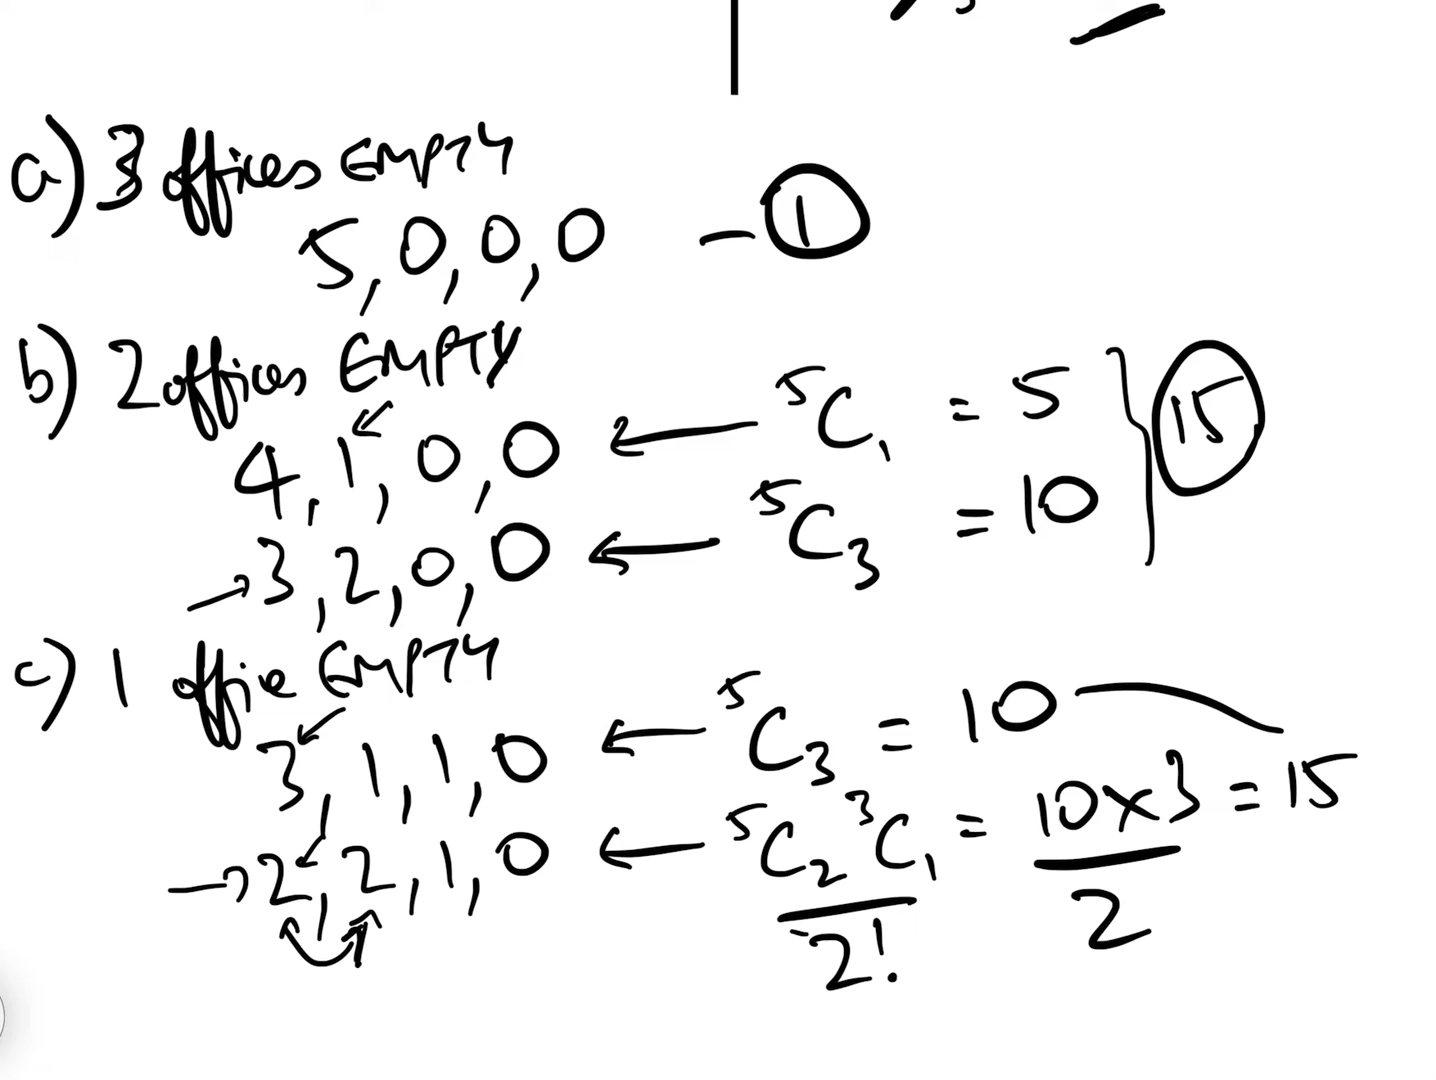 a) 3 offices EMPTY
5, 0, 0, 0 - 1
b) 2 offices EMPTY
4, 1, 0, 0 ← ⁵C₁ = 5
→ 3, 2, 0, 0 ← ⁵C₃ = 10 } 15
c) 1 offie EMPTY
3, 1, 1, 0 ← ⁵C₃ = 10
→ 2, 2, 1, 0 ← ⁵C₂ ³C₁ / 2! = 10 x 3 / 2 = 15